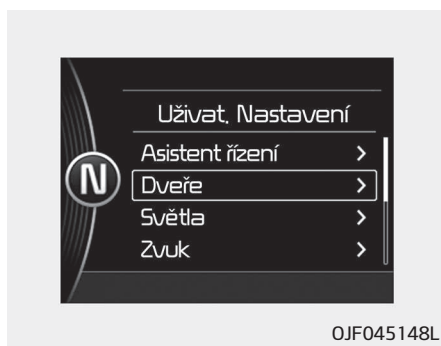 Uživat. Nastavení
Asistent řízení >
N
Dveře >
Světla >
Zvuk >
OJF045148L